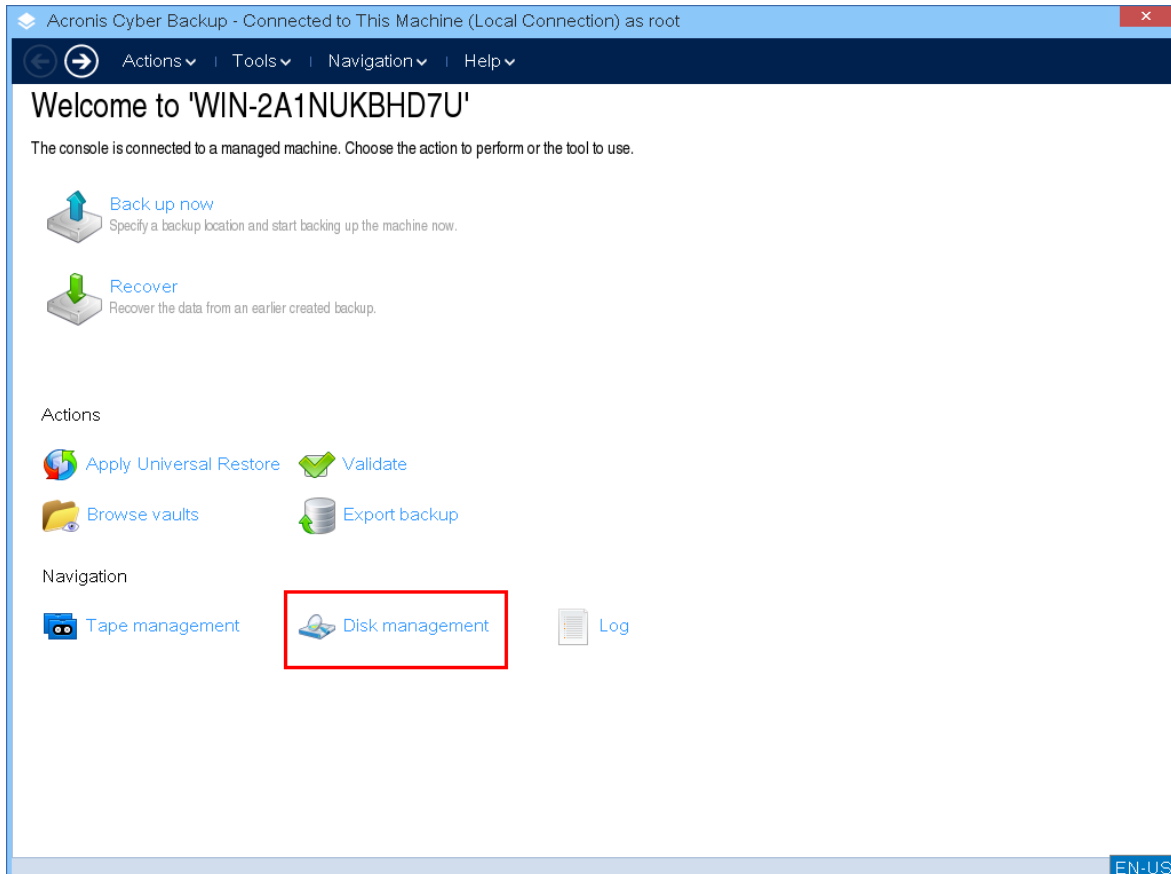 Acronis Cyber Backup - Connected to This Machine (Local Connection) as root
Actions Tools Navigation Help
Welcome to 'WIN-2A1NUKBHD7U'
The console is connected to a managed machine. Choose the action to perform or the tool to use.
Back up now
Specify a backup location and start backing up the machine now.
Recover
Recover the data from an earlier created backup.
Actions
Apply Universal Restore Validate
Browse vaults Export backup
Navigation
Tape management Disk management Log
EN-US